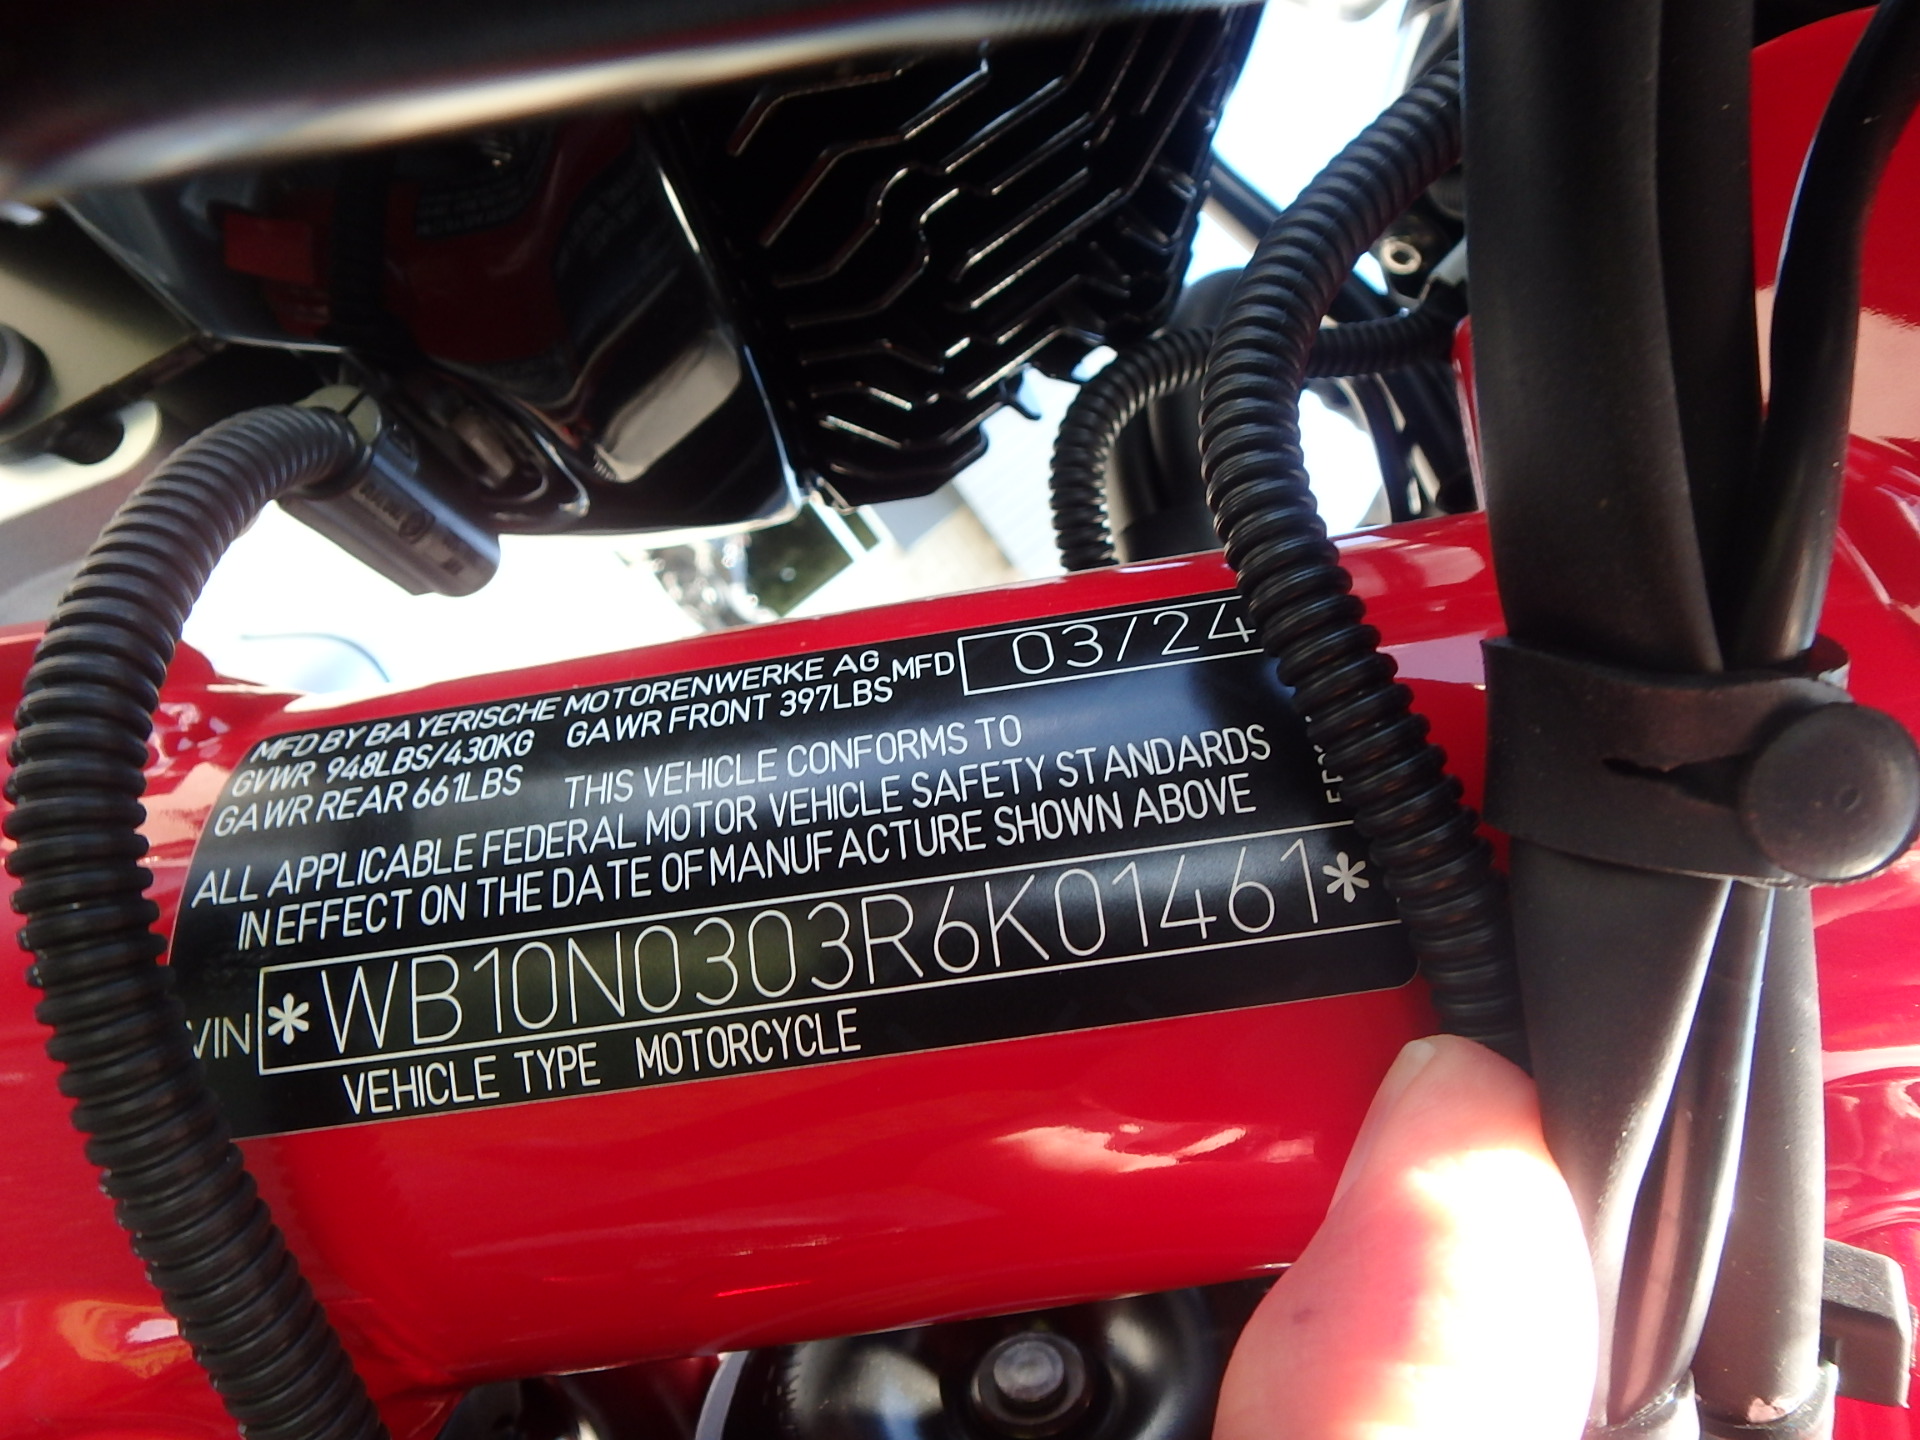 MFD BY BAYERISCHE MOTORENWERKE AG MFD 03/24
GVWR 948LBS/430KG GAWR FRONT 397LBS
GAWR REAR 661LBS THIS VEHICLE CONFORMS TO
ALL APPLICABLE FEDERAL MOTOR VEHICLE SAFETY STANDARDS
IN EFFECT ON THE DATE OF MANUFACTURE SHOWN ABOVE
VIN *WB10N0303R6K01461*
VEHICLE TYPE MOTORCYCLE